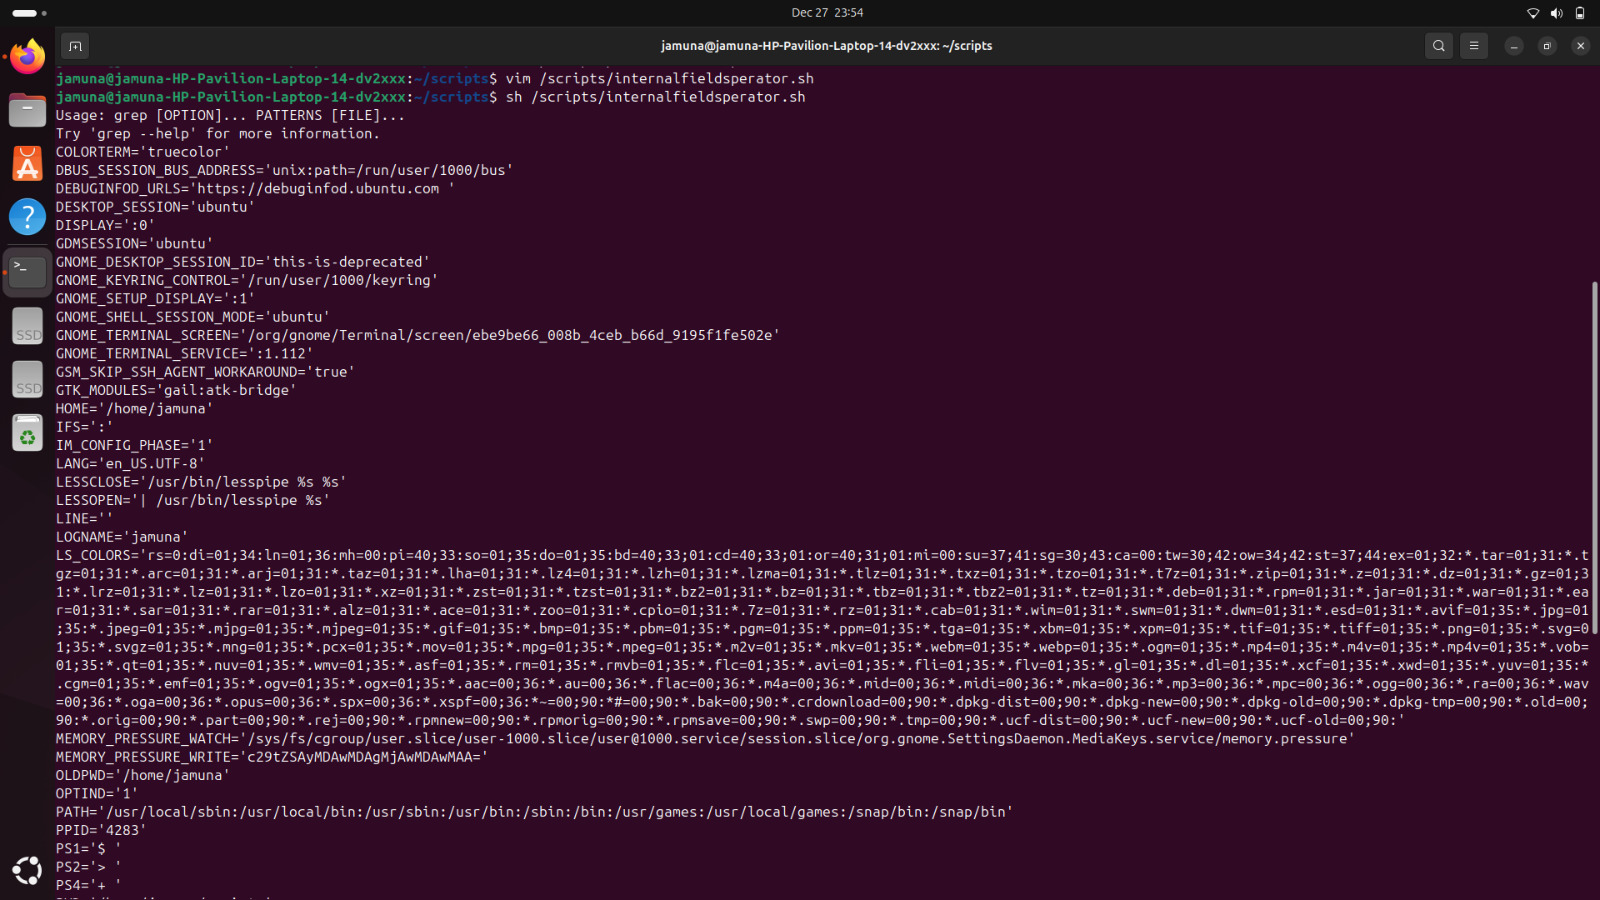 Dec 27 23:54
jamuna@jamuna-HP-Pavilion-Laptop-14-dv2xxx: ~/scripts
jamuna@jamuna-HP-Pavilion-Laptop-14-dv2xxx:~/scripts$ vim /scripts/internalfieldsperator.sh
jamuna@jamuna-HP-Pavilion-Laptop-14-dv2xxx:~/scripts$ sh /scripts/internalfieldsperator.sh
Usage: grep [OPTION]... PATTERNS [FILE]...
Try 'grep --help' for more information.
COLORTERM='truecolor'
DBUS_SESSION_BUS_ADDRESS='unix:path=/run/user/1000/bus'
DEBUGINFOD_URLS='https://debuginfod.ubuntu.com '
DESKTOP_SESSION='ubuntu'
DISPLAY=':0'
GDMSESSION='ubuntu'
GNOME_DESKTOP_SESSION_ID='this-is-deprecated'
GNOME_KEYRING_CONTROL='/run/user/1000/keyring'
GNOME_SETUP_DISPLAY=':1'
GNOME_SHELL_SESSION_MODE='ubuntu'
GNOME_TERMINAL_SCREEN='/org/gnome/Terminal/screen/ebe9be66_008b_4ceb_b66d_9195f1fe502e'
GNOME_TERMINAL_SERVICE=':1.112'
GSM_SKIP_SSH_AGENT_WORKAROUND='true'
GTK_MODULES='gail:atk-bridge'
HOME='/home/jamuna'
IFS=':'
IM_CONFIG_PHASE='1'
LANG='en_US.UTF-8'
LESSCLOSE='/usr/bin/lesspipe %s %s'
LESSOPEN='| /usr/bin/lesspipe %s'
LINE=''
LOGNAME='jamuna'
LS_COLORS='rs=0:di=01;34:ln=01;36:mh=00:pi=40;33:so=01;35:do=01;35:bd=40;33;01:cd=40;33;01:or=40;31;01:mi=00:su=37;41:sg=30;43:ca=00:tw=30;42:ow=34;42:st=37;44:ex=01;32:*.tar=01;31:*.t
gz=01;31:*.arc=01;31:*.arj=01;31:*.taz=01;31:*.lha=01;31:*.lz4=01;31:*.lzh=01;31:*.lzma=01;31:*.tlz=01;31:*.txz=01;31:*.tzo=01;31:*.t7z=01;31:*.zip=01;31:*.z=01;31:*.dz=01;31:*.gz=01;3
1:*.lrz=01;31:*.lz=01;31:*.lzo=01;31:*.xz=01;31:*.zst=01;31:*.tzst=01;31:*.bz2=01;31:*.bz=01;31:*.tbz=01;31:*.tbz2=01;31:*.tz=01;31:*.deb=01;31:*.rpm=01;31:*.jar=01;31:*.war=01;31:*.ea
r=01;31:*.sar=01;31:*.rar=01;31:*.alz=01;31:*.ace=01;31:*.zoo=01;31:*.cpio=01;31:*.7z=01;31:*.rz=01;31:*.cab=01;31:*.wim=01;31:*.swm=01;31:*.dwm=01;31:*.esd=01;31:*.avif=01;35:*.jpg=01
;35:*.jpeg=01;35:*.mjpg=01;35:*.mjpeg=01;35:*.gif=01;35:*.bmp=01;35:*.pbm=01;35:*.pgm=01;35:*.ppm=01;35:*.tga=01;35:*.xbm=01;35:*.xpm=01;35:*.tif=01;35:*.tiff=01;35:*.png=01;35:*.svg=0
1;35:*.svgz=01;35:*.mng=01;35:*.pcx=01;35:*.mov=01;35:*.mpg=01;35:*.mpeg=01;35:*.m2v=01;35:*.mkv=01;35:*.webm=01;35:*.webp=01;35:*.ogm=01;35:*.mp4=01;35:*.m4v=01;35:*.mp4v=01;35:*.vob=
01;35:*.qt=01;35:*.nuv=01;35:*.wmv=01;35:*.asf=01;35:*.rm=01;35:*.rmvb=01;35:*.flc=01;35:*.avi=01;35:*.fli=01;35:*.flv=01;35:*.gl=01;35:*.dl=01;35:*.xcf=01;35:*.xwd=01;35:*.yuv=01;35:*
.cgm=01;35:*.emf=01;35:*.ogv=01;35:*.ogx=01;35:*.aac=00;36:*.au=00;36:*.flac=00;36:*.m4a=00;36:*.mid=00;36:*.midi=00;36:*.mka=00;36:*.mp3=00;36:*.mpc=00;36:*.ogg=00;36:*.ra=00;36:*.wav
=00;36:*.oga=00;36:*.opus=00;36:*.spx=00;36:*.xspf=00;36:*~=00;90:*#=00;90:*.bak=00;90:*.crdownload=00;90:*.dpkg-dist=00;90:*.dpkg-new=00;90:*.dpkg-old=00;90:*.dpkg-tmp=00;90:*.old=00;
90:*.orig=00;90:*.part=00;90:*.rej=00;90:*.rpmnew=00;90:*.rpmorig=00;90:*.rpmsave=00;90:*.swp=00;90:*.tmp=00;90:*.ucf-dist=00;90:*.ucf-new=00;90:*.ucf-old=00;90:'
MEMORY_PRESSURE_WATCH='/sys/fs/cgroup/user.slice/user-1000.slice/user@1000.service/session.slice/org.gnome.SettingsDaemon.MediaKeys.service/memory.pressure'
MEMORY_PRESSURE_WRITE='c29tZSAyMDAwMDAgMjAwMDAwMAA='
OLDPWD='/home/jamuna'
OPTIND='1'
PATH='/usr/local/sbin:/usr/local/bin:/usr/sbin:/usr/bin:/sbin:/bin:/usr/games:/usr/local/games:/snap/bin:/snap/bin'
PPID='4283'
PS1='$ '
PS2='> '
PS4='+ '
SSD
SSD